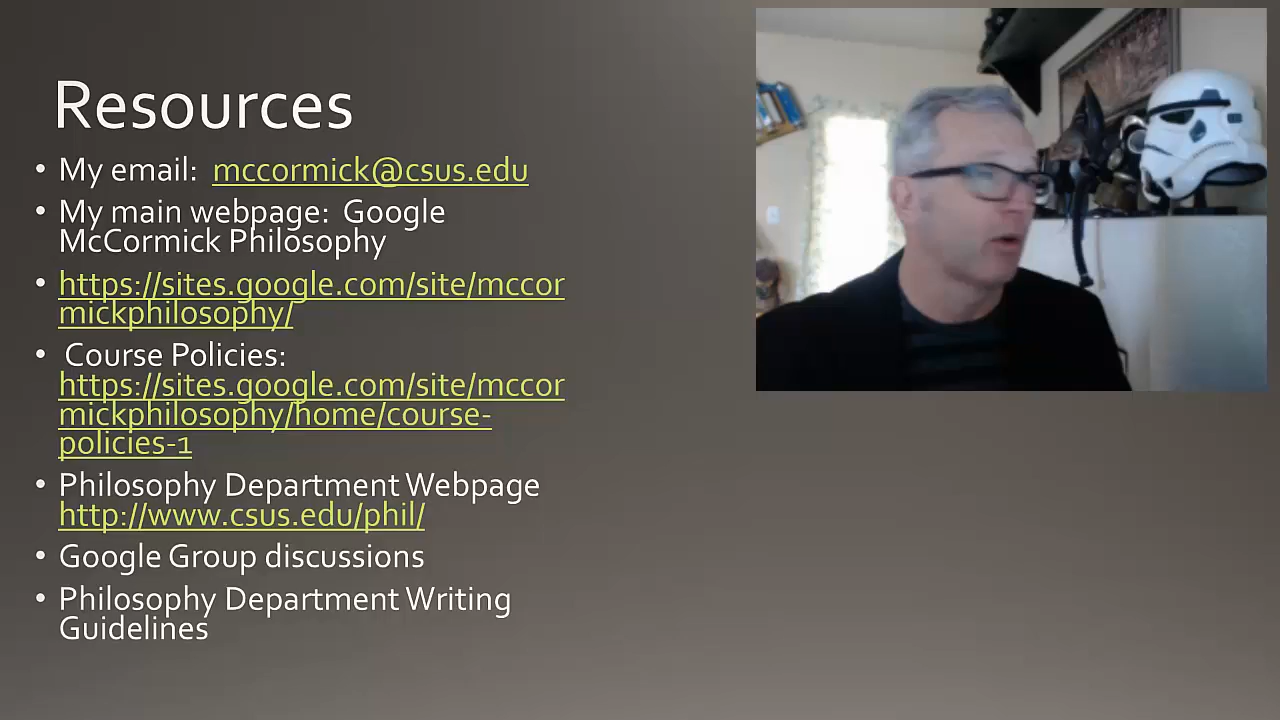 Resources
• My email:  mccormick@csus.edu
• My main webpage:  Google
McCormick Philosophy
• https://sites.google.com/site/mccor
mickphilosophy/
• Course Policies:
https://sites.google.com/site/mccor
mickphilosophy/home/course-
policies-1
• Philosophy Department Webpage
http://www.csus.edu/phil/
• Google Group discussions
• Philosophy Department Writing
Guidelines